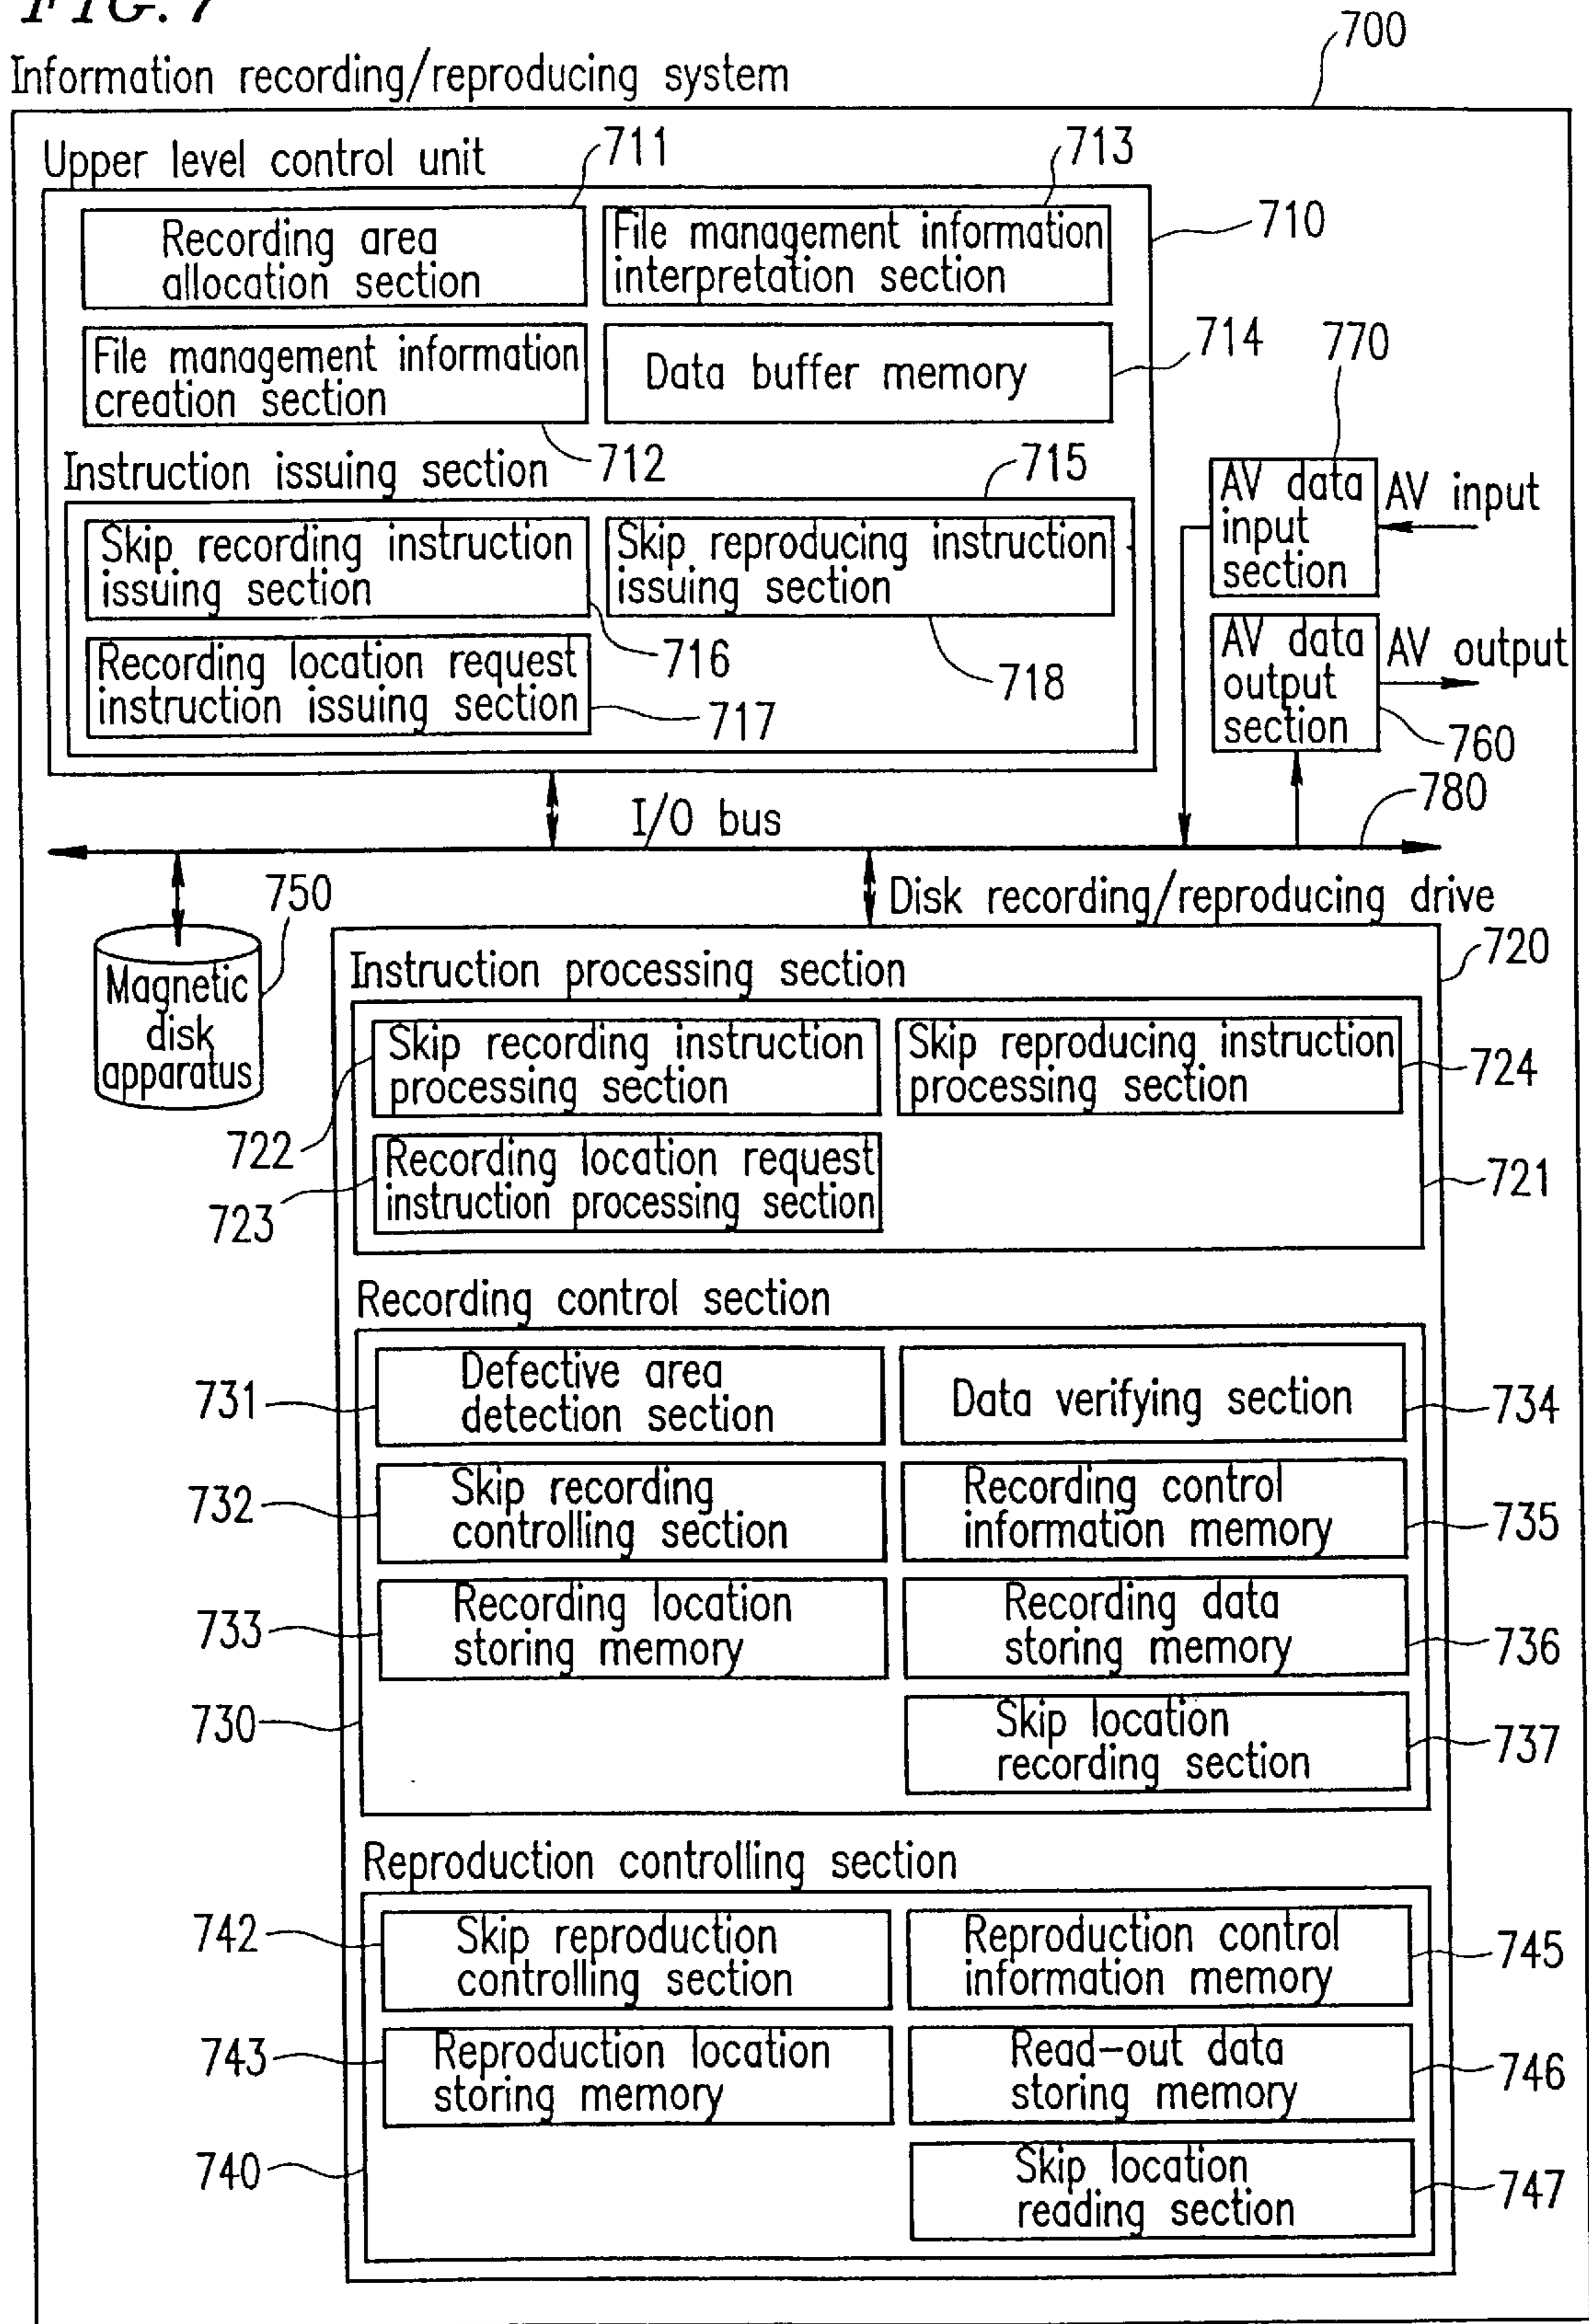 FIG. 7
700
Information recording/reproducing system
Upper level control unit
711
713
710
Recording area
allocation section
File management information
interpretation section
File management information
creation section
712
Data buffer memory
714
770
Instruction issuing section
715
Skip recording instruction
issuing section
716
Skip reproducing instruction
issuing section
718
Recording location request
instruction issuing section
717
AV data
input
section
AV input
AV data
output
section
AV output
760
I/O bus
780
750
Magnetic
disk
apparatus
Disk recording/reproducing drive
720
Instruction processing section
Skip recording instruction
processing section
722
Skip reproducing instruction
processing section
724
Recording location request
instruction processing section
723
721
Recording control section
731
Defective area
detection section
Data verifying section
734
732
Skip recording
controlling section
Recording control
information memory
735
733
Recording location
storing memory
Recording data
storing memory
736
730
Skip location
recording section
737
Reproduction controlling section
742
Skip reproduction
controlling section
Reproduction control
information memory
745
743
Reproduction location
storing memory
Read-out data
storing memory
746
740
Skip location
reading section
747